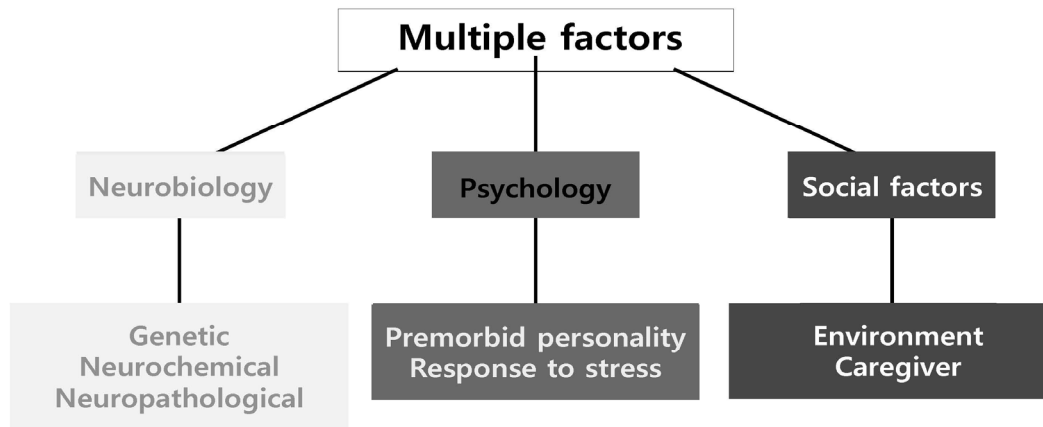 Multiple factors
Neurobiology
Psychology
Social factors
Genetic
Neurochemical
Neuropathological
Premorbid personality
Response to stress
Environment
Caregiver